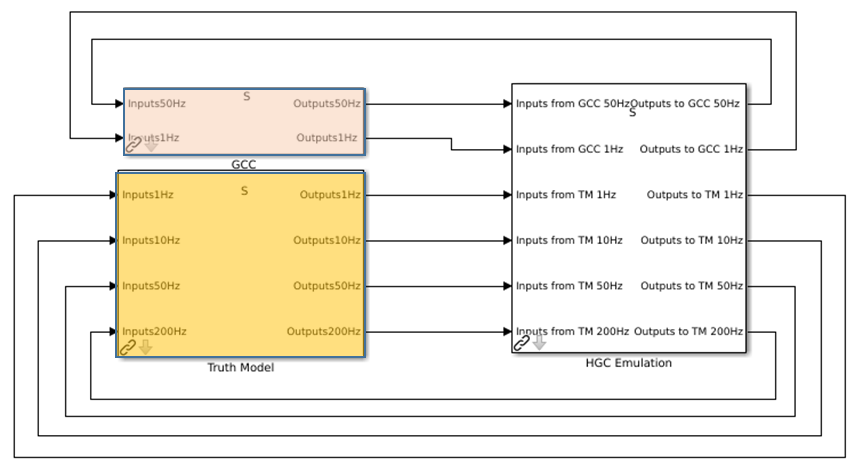 S
Inputs50Hz
Outputs50Hz
Inputs1Hz
Outputs1Hz
GCC
S
Inputs1Hz
Outputs1Hz
Inputs10Hz
Outputs10Hz
Inputs50Hz
Outputs50Hz
Inputs200Hz
Outputs200Hz
Truth Model
Inputs from GCC 50Hz
Outputs to GCC 50Hz
S
Inputs from GCC 1Hz
Outputs to GCC 1Hz
Inputs from TM 1Hz
Outputs to TM 1Hz
Inputs from TM 10Hz
Outputs to TM 10Hz
Inputs from TM 50Hz
Outputs to TM 50Hz
Inputs from TM 200Hz
Outputs to TM 200Hz
HGC Emulation